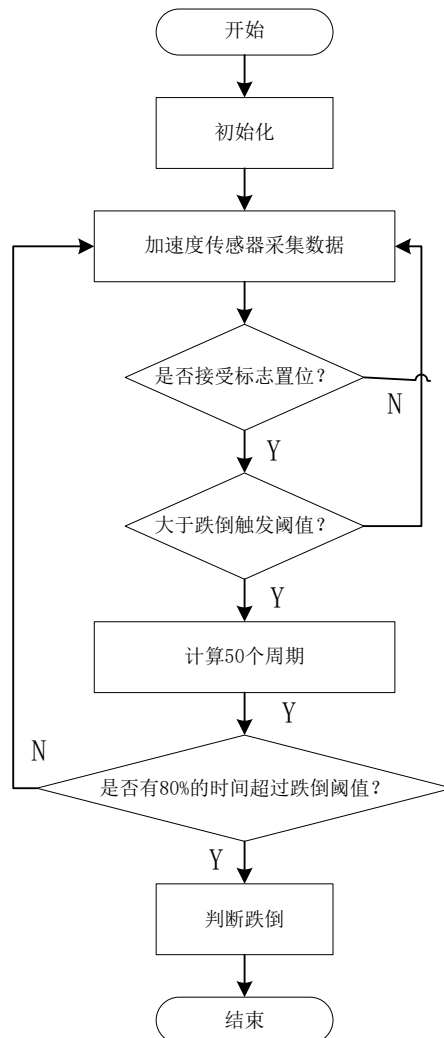 开始
初始化
加速度传感器采集数据
是否接受标志置位?
N
Y
大于跌倒触发阈值?
Y
计算50个周期
Y
N
是否有80%的时间超过跌倒阈值?
Y
判断跌倒
结束